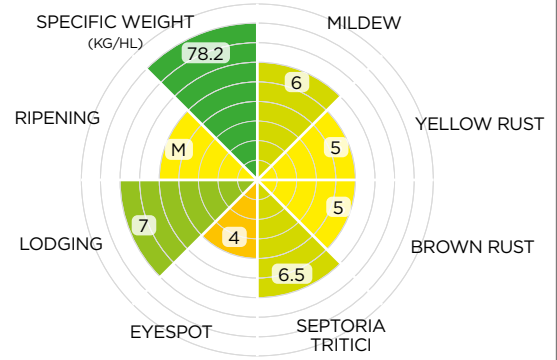 SPECIFIC WEIGHT
(KG/HL)
78.2
MILDEW
6
YELLOW RUST
5
BROWN RUST
5
SEPTORIA
TRITICI
6.5
EYESPOT
4
LODGING
7
RIPENING
M